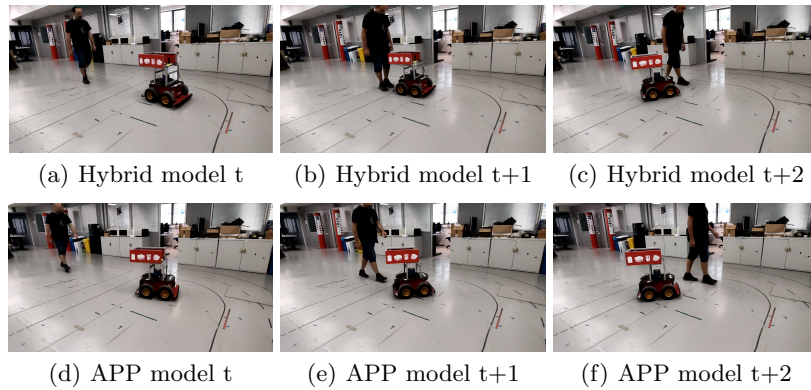 (a) Hybrid model t
(b) Hybrid model t+1
(c) Hybrid model t+2
(d) APP model t
(e) APP model t+1
(f) APP model t+2